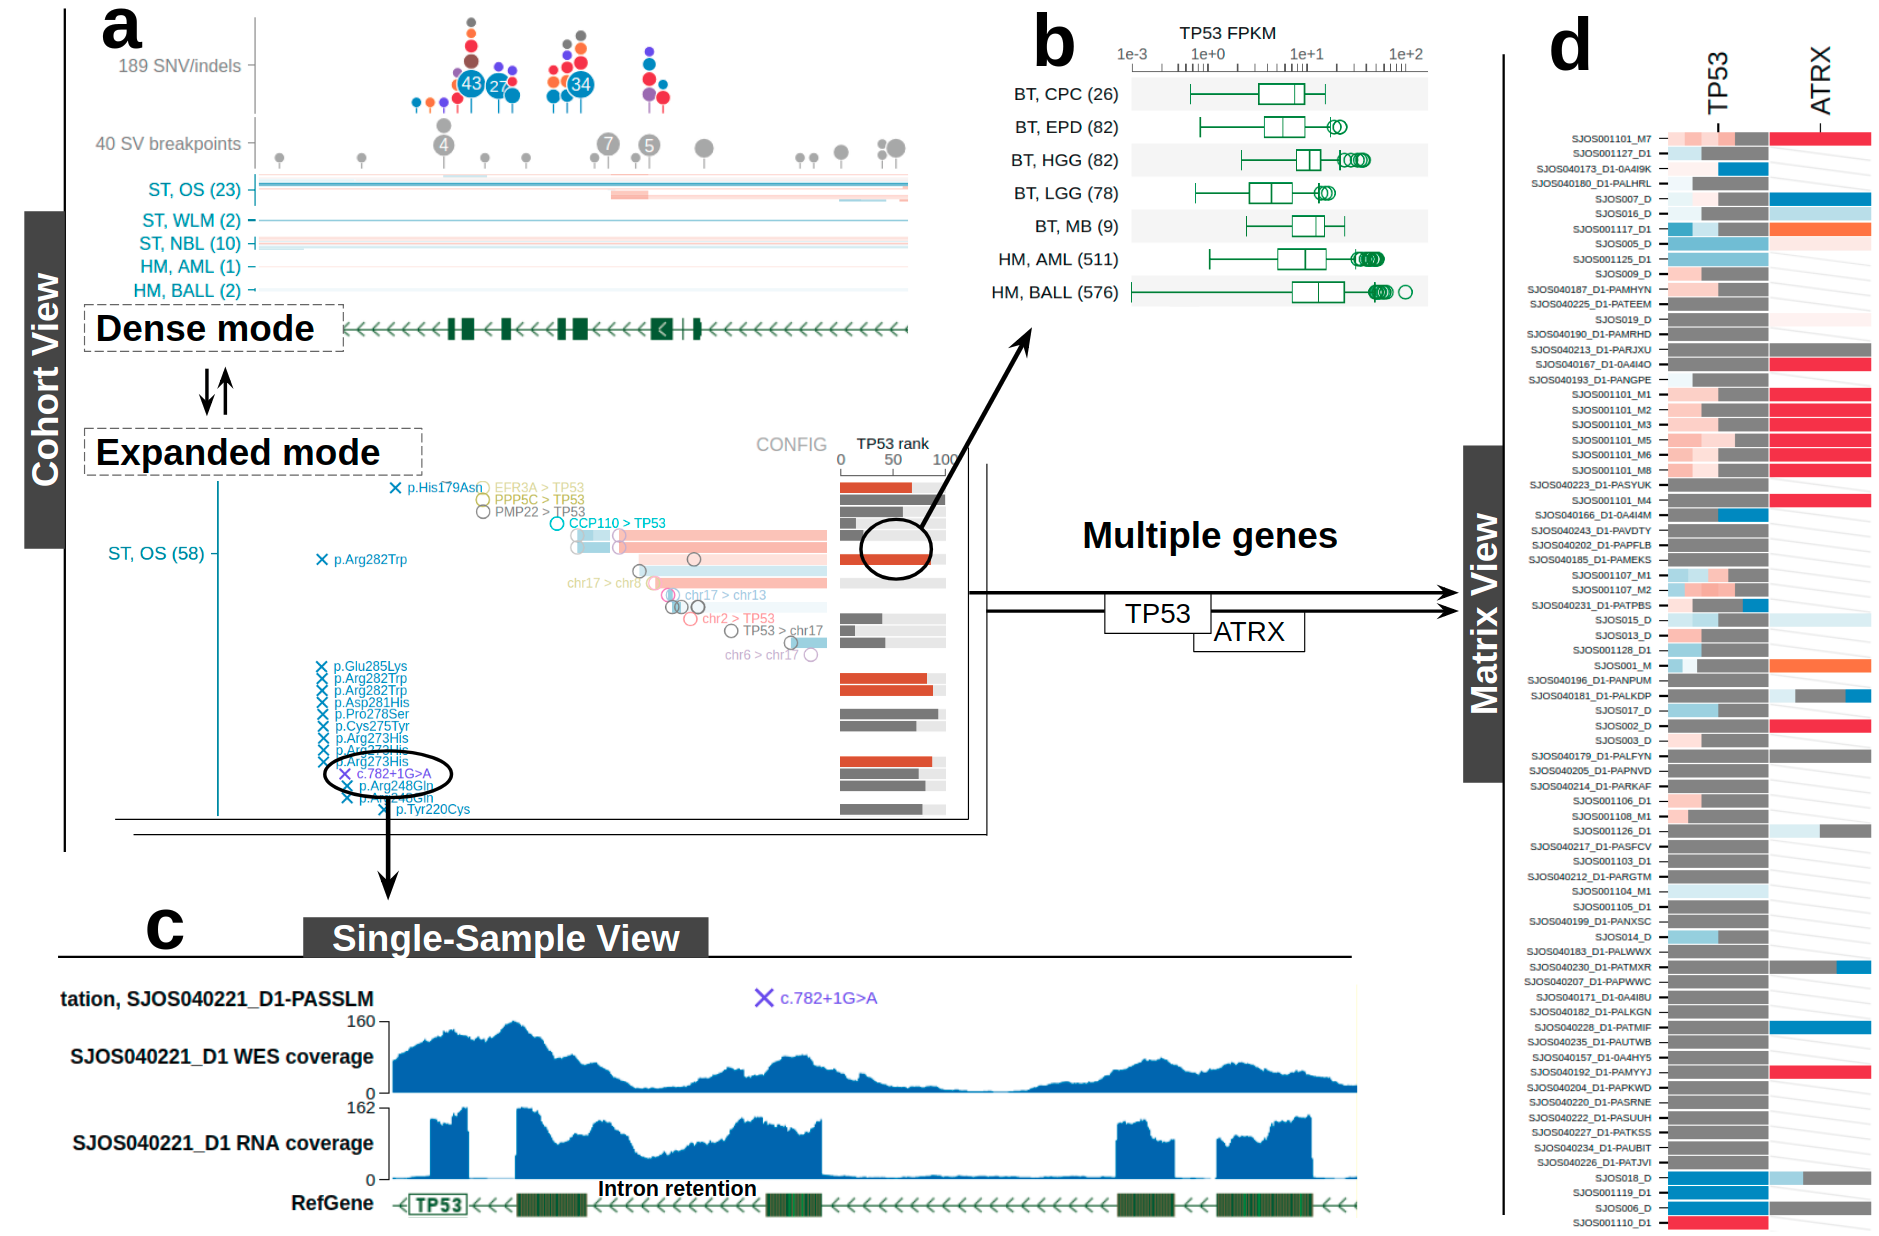 a
189 SNV/indels
43
27
34
40 SV breakpoints
4
7
5
ST, OS (23)
ST, WLM (2)
ST, NBL (10)
HM, AML (1)
HM, BALL (2)
Dense mode
Cohort View
Expanded mode
CONFIG
TP53 rank
0 50 100
ST, OS (58)
p.His179Asn
EFR3A > TP53
PPP5C > TP53
PMP22 > TP53
CCP110 > TP53
p.Arg282Trp
chr17 > chr8
chr17 > chr13
chr2 > TP53
TP53 > chr17
chr6 > chr17
p.Glu285Lys
p.Arg282Trp
p.Arg282Trp
p.Asp281His
p.Pro278Ser
p.Cys275Tyr
p.Arg273His
p.Arg273His
p.Arg273His
c.782+1G>A
p.Arg248Gln
p.Arg248Gln
p.Tyr220Cys
b
TP53 FPKM
1e-3 1e+0 1e+1 1e+2
BT, CPC (26)
BT, EPD (82)
BT, HGG (82)
BT, LGG (78)
BT, MB (9)
HM, AML (511)
HM, BALL (576)
Multiple genes
TP53
ATRX
Matrix View
c
Single-Sample View
tation, SJOS040221_D1-PASSLM
c.782+1G>A
160
SJOS040221_D1 WES coverage
0
162
SJOS040221_D1 RNA coverage
0
Intron retention
RefGene
TP53
d
TP53
ATRX
SJOS001101_M7
SJOS001127_D1
SJOS040173_D1-0A4I9K
SJOS040180_D1-PALHRL
SJOS007_D
SJOS016_D
SJOS001117_D1
SJOS005_D
SJOS001125_D1
SJOS009_D
SJOS040187_D1-PAMHYN
SJOS040225_D1-PATEEM
SJOS019_D
SJOS040190_D1-PAMRHD
SJOS040213_D1-PARJXU
SJOS040167_D1-0A4I4O
SJOS040193_D1-PANGPE
SJOS001101_M1
SJOS001101_M2
SJOS001101_M3
SJOS001101_M5
SJOS001101_M6
SJOS001101_M8
SJOS040223_D1-PASYUK
SJOS001101_M4
SJOS040166_D1-0A4I4M
SJOS040243_D1-PAVDTY
SJOS040202_D1-PAPFLB
SJOS040185_D1-PAMEKS
SJOS001107_M1
SJOS001107_M2
SJOS040231_D1-PATPBS
SJOS015_D
SJOS013_D
SJOS001128_D1
SJOS001_M
SJOS040196_D1-PANPUM
SJOS040181_D1-PALKDP
SJOS017_D
SJOS002_D
SJOS003_D
SJOS040179_D1-PALFYN
SJOS040205_D1-PAPNVD
SJOS040214_D1-PARKAF
SJOS001106_D1
SJOS001108_M1
SJOS001126_D1
SJOS040217_D1-PASFCV
SJOS001103_D1
SJOS040212_D1-PARGTM
SJOS001104_M1
SJOS001105_D1
SJOS040199_D1-PANXSC
SJOS014_D
SJOS040183_D1-PALWWX
SJOS040230_D1-PATMXR
SJOS040207_D1-PAPWWC
SJOS040171_D1-0A4I8U
SJOS040182_D1-PALKGN
SJOS040228_D1-PATMIF
SJOS040235_D1-PAUTWB
SJOS040157_D1-0A4HY5
SJOS040192_D1-PAMYYJ
SJOS040204_D1-PAPKWD
SJOS040220_D1-PASRNE
SJOS040222_D1-PASUUH
SJOS040227_D1-PATKSS
SJOS040234_D1-PAUBIT
SJOS040226_D1-PATJVI
SJOS018_D
SJOS001119_D1
SJOS006_D
SJOS001110_D1